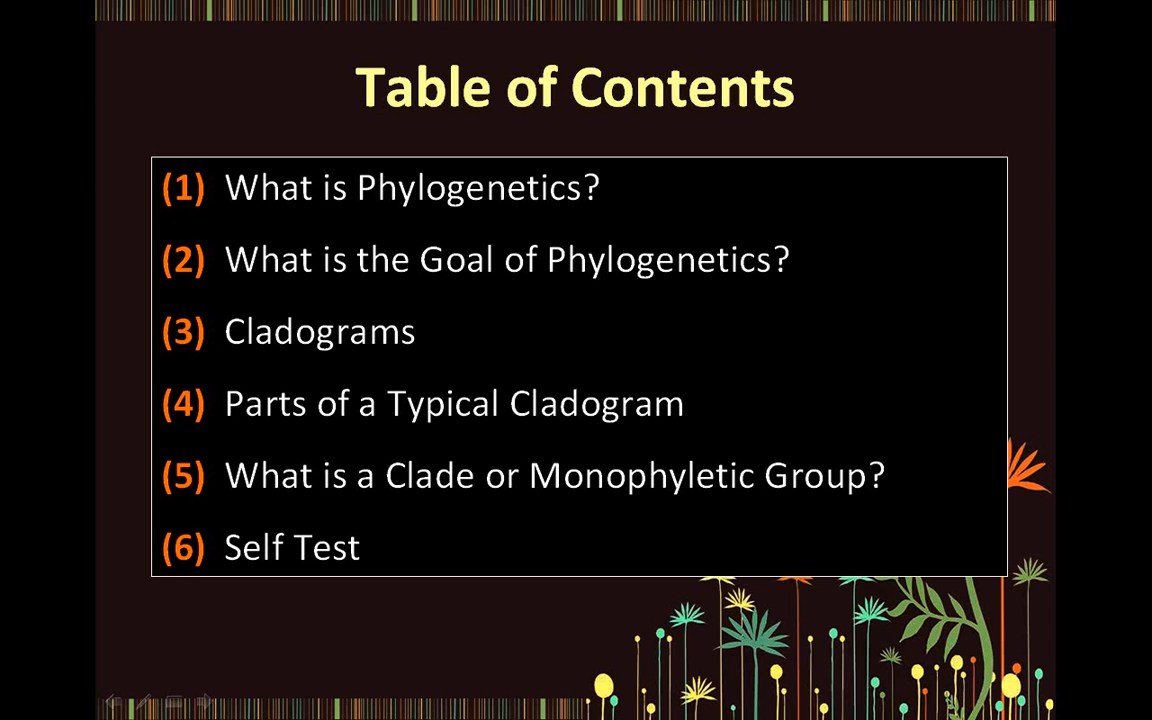 Table of Contents
(1) What is Phylogenetics?
(2) What is the Goal of Phylogenetics?
(3) Cladograms
(4) Parts of a Typical Cladogram
(5) What is a Clade or Monophyletic Group?
(6) Self Test